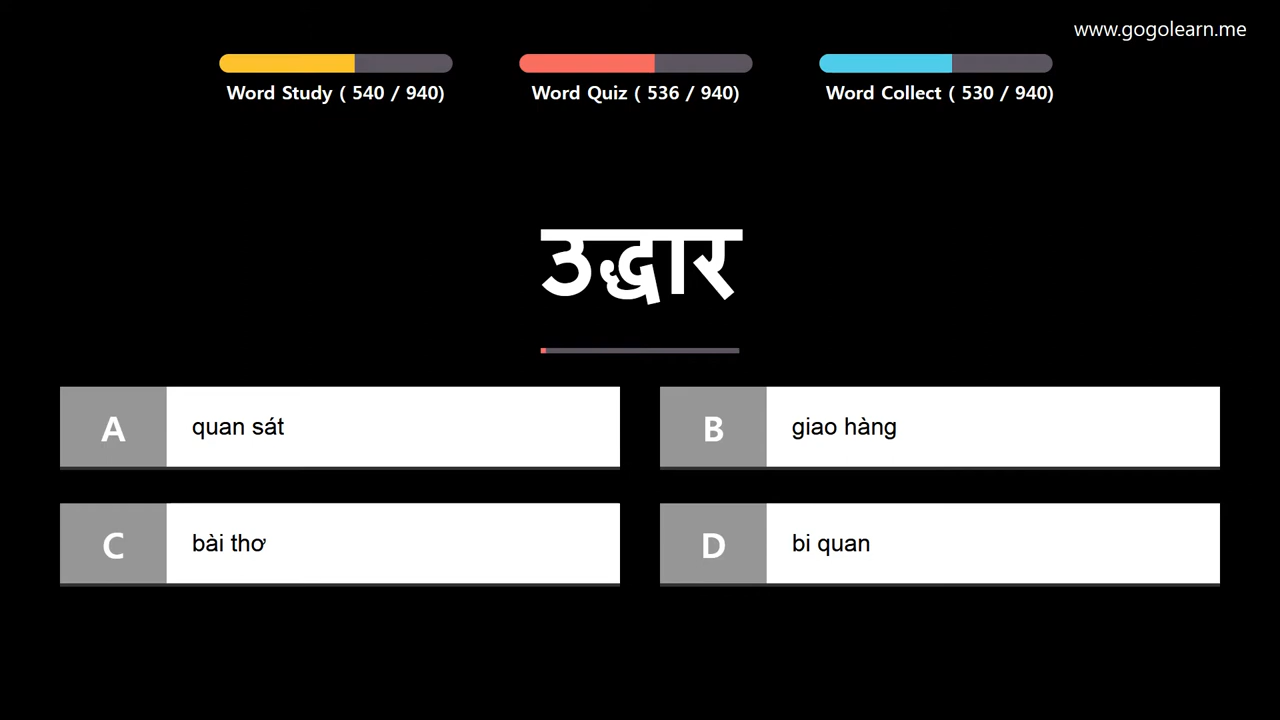 www.gogolearn.me
Word Study ( 540 / 940)
Word Quiz ( 536 / 940)
Word Collect ( 530 / 940)
उद्धार
A quan sát
B giao hàng
C bài thơ
D bi quan